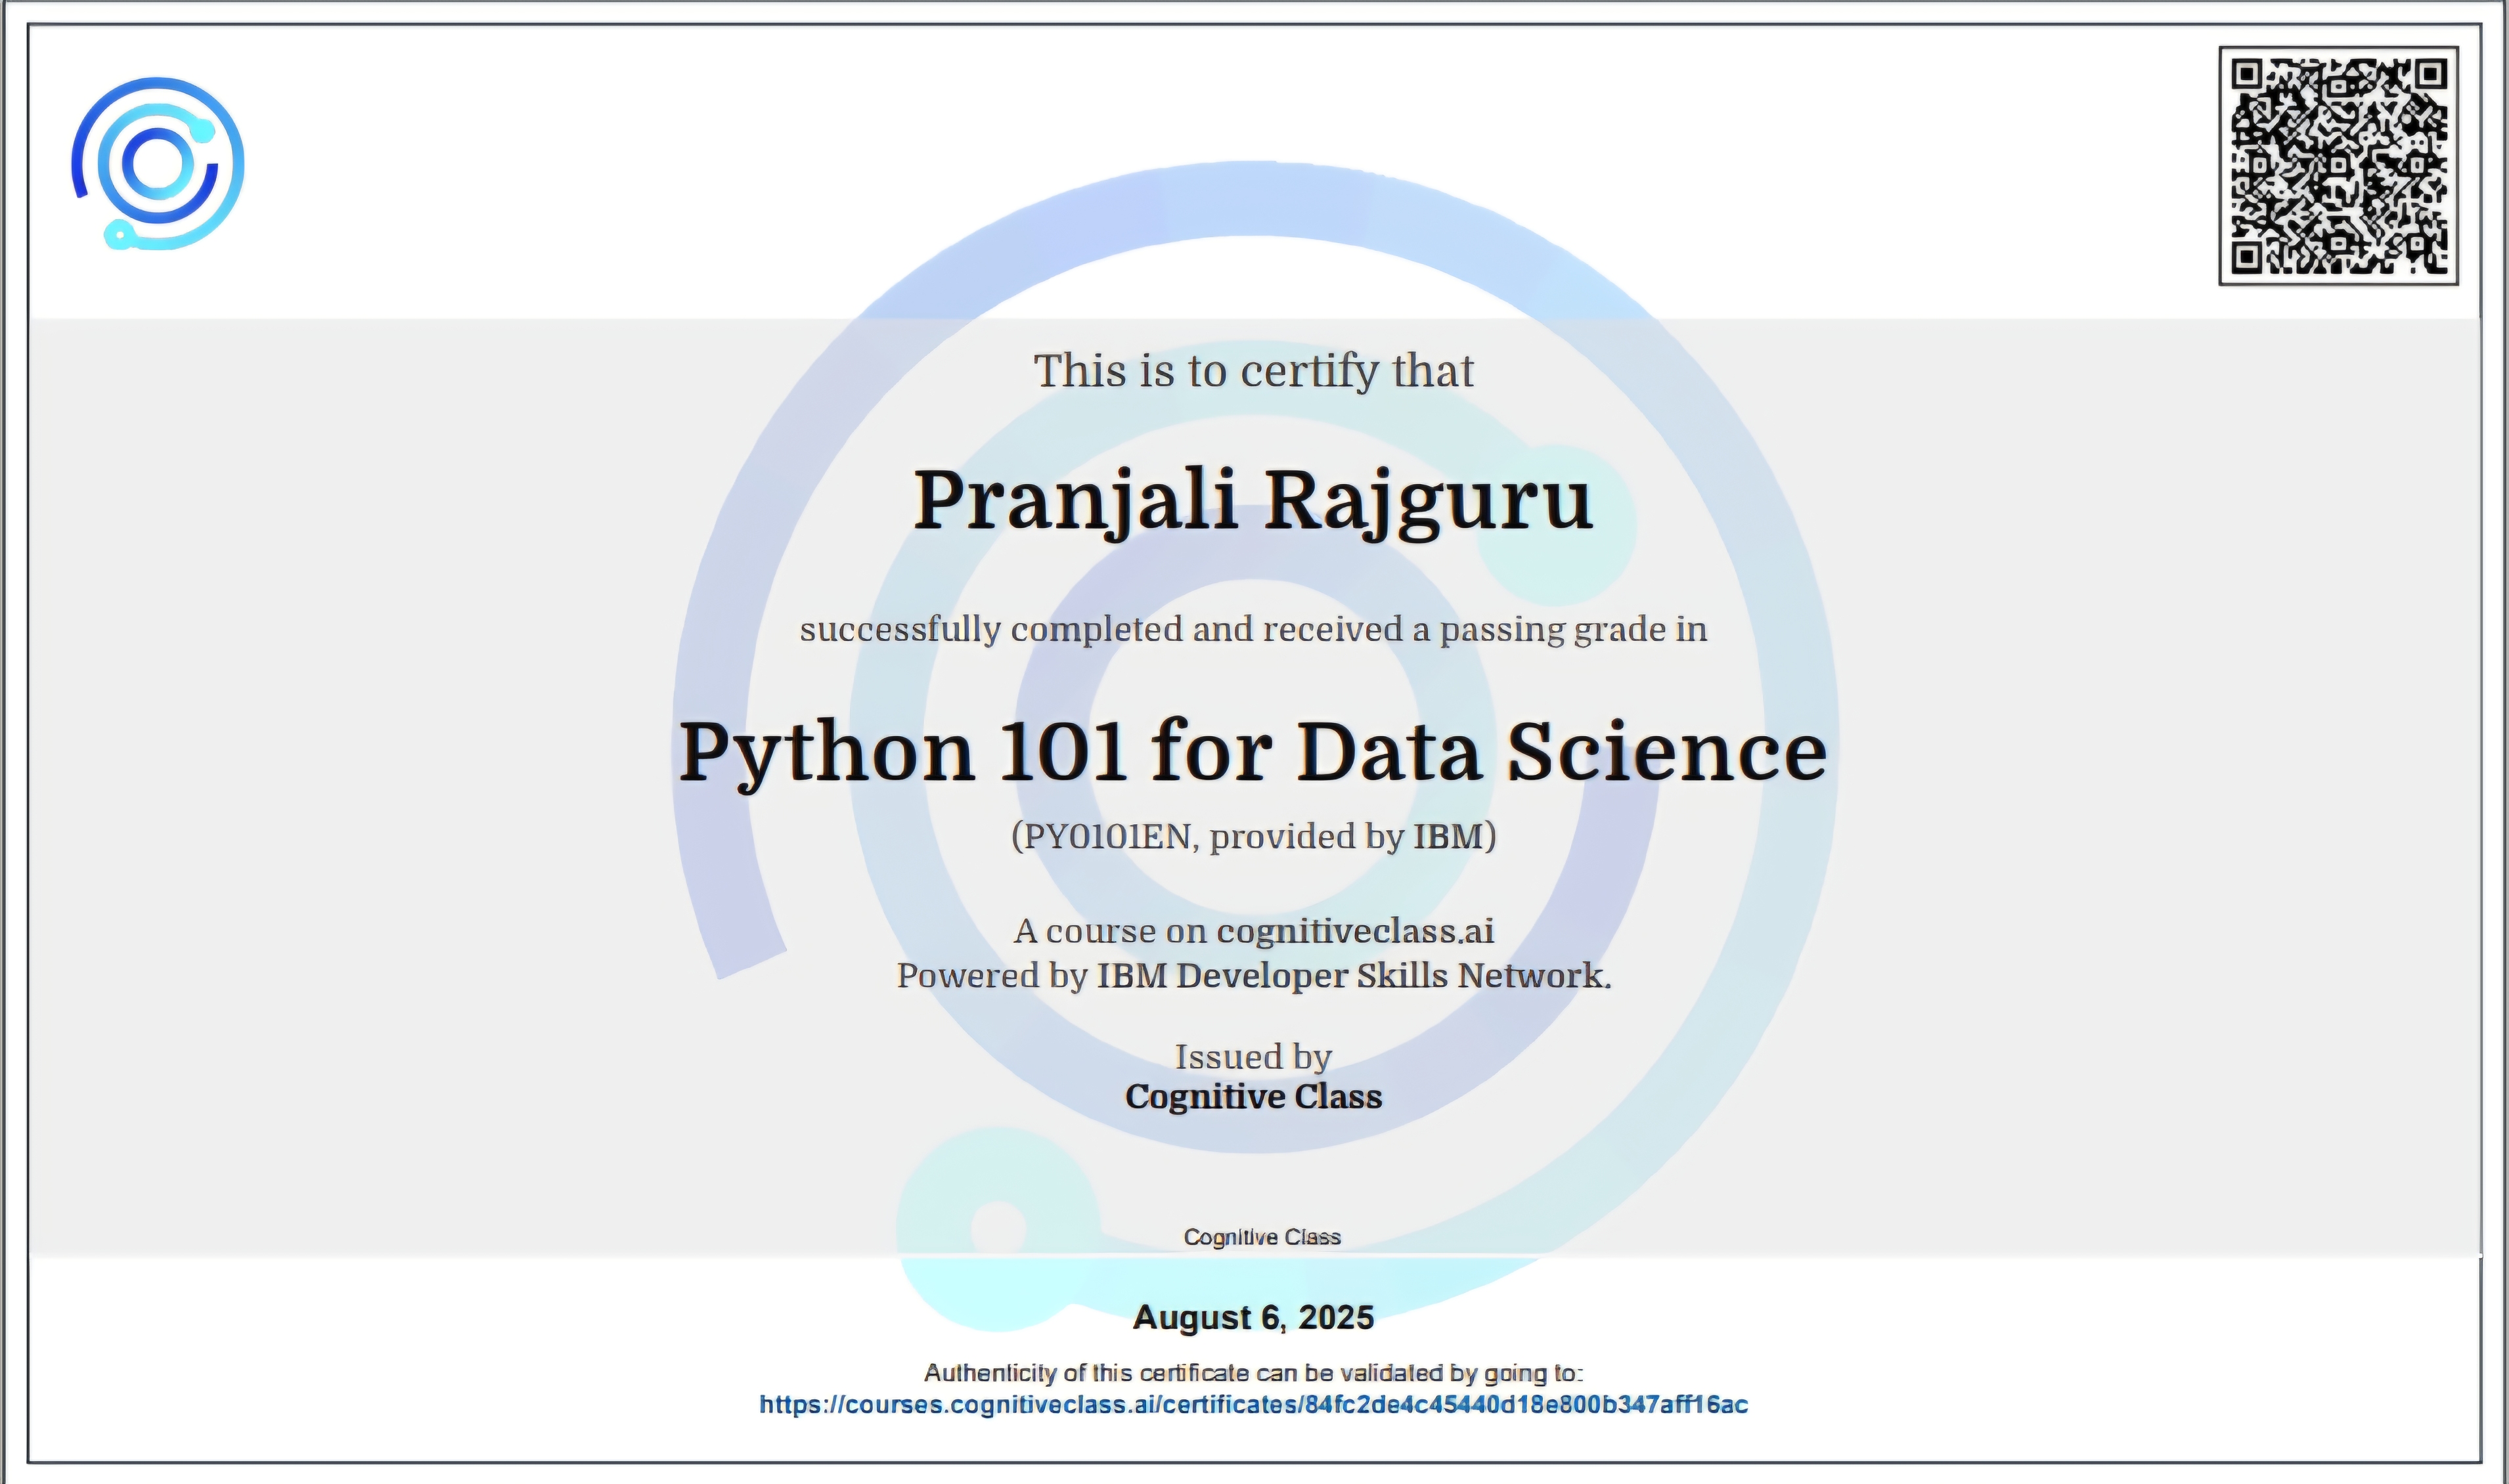 This is to certify that
Pranjali Rajguru
successfully completed and received a passing grade in
Python 101 for Data Science
(PY0101EN, provided by IBM)
A course on cognitiveclass.ai
Powered by IBM Developer Skills Network.
Issued by
Cognitive Class
Cognitive Class
August 6, 2025
Authenticity of this certificate can be validated by going to:
https://courses.cognitiveclass.ai/certificates/84fc2de4c45440d18e800b347aff16ac